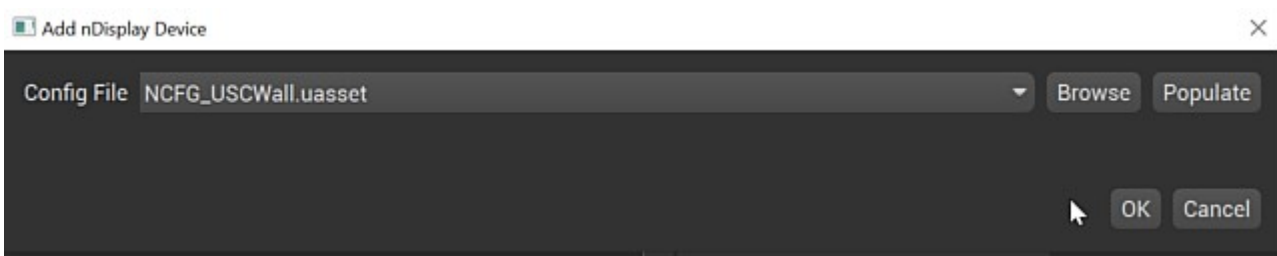 Add nDisplay Device
Config File NCFG_USCWall.uasset Browse Populate
OK Cancel